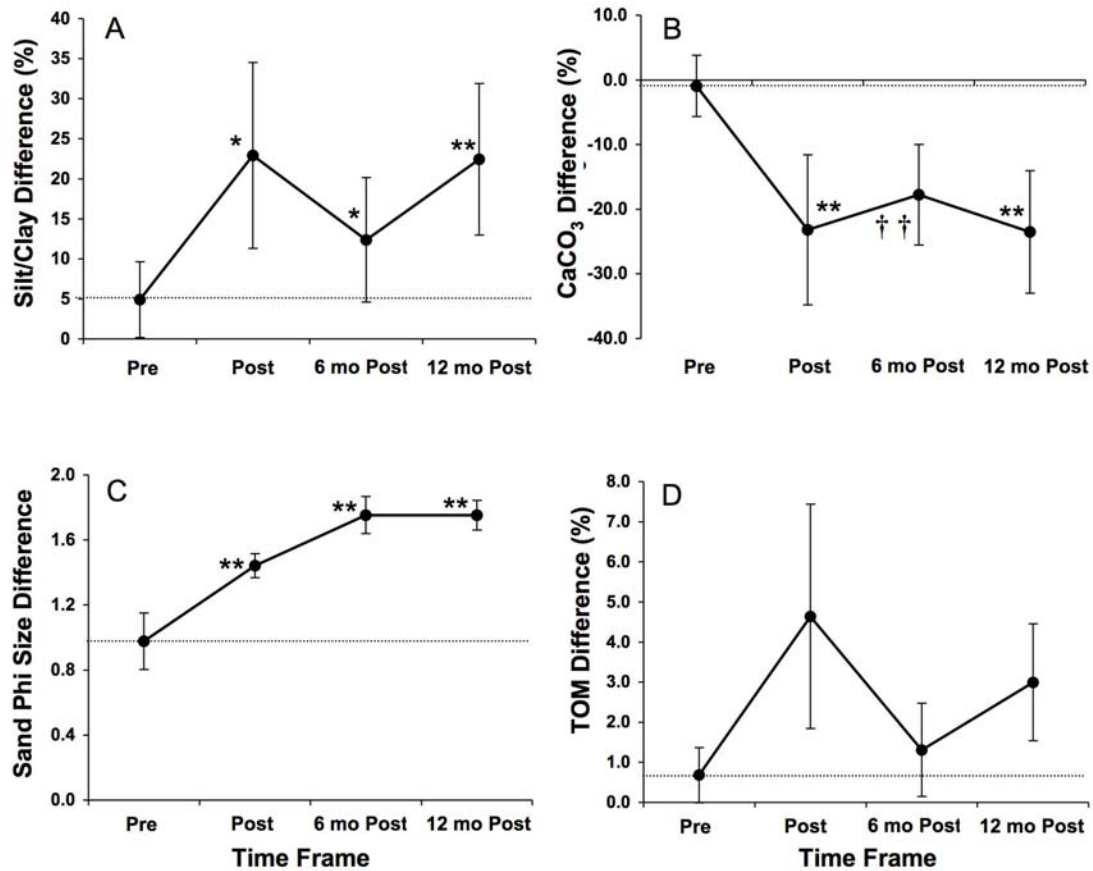 A
Silt/Clay Difference (%)
40
35
30
25
20
15
10
5
0
*
*
**
Pre Post 6 mo Post 12 mo Post
B
CaCO3 Difference (%)
10.0
0.0
-10.0
-20.0
-30.0
-40.0
**
† †
**
Pre Post 6 mo Post 12 mo Post
C
Sand Phi Size Difference
2.0
1.6
1.2
0.8
0.4
0.0
**
**
**
Pre Post 6 mo Post 12 mo Post
Time Frame
D
TOM Difference (%)
8.0
7.0
6.0
5.0
4.0
3.0
2.0
1.0
0.0
Pre Post 6 mo Post 12 mo Post
Time Frame